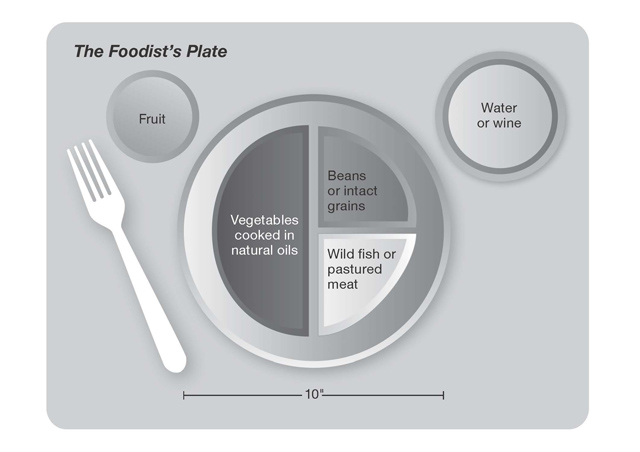 The Foodist's Plate
Fruit
Water
or wine
Vegetables
cooked in
natural oils
Beans
or intact
grains
Wild fish or
pastured
meat
10"